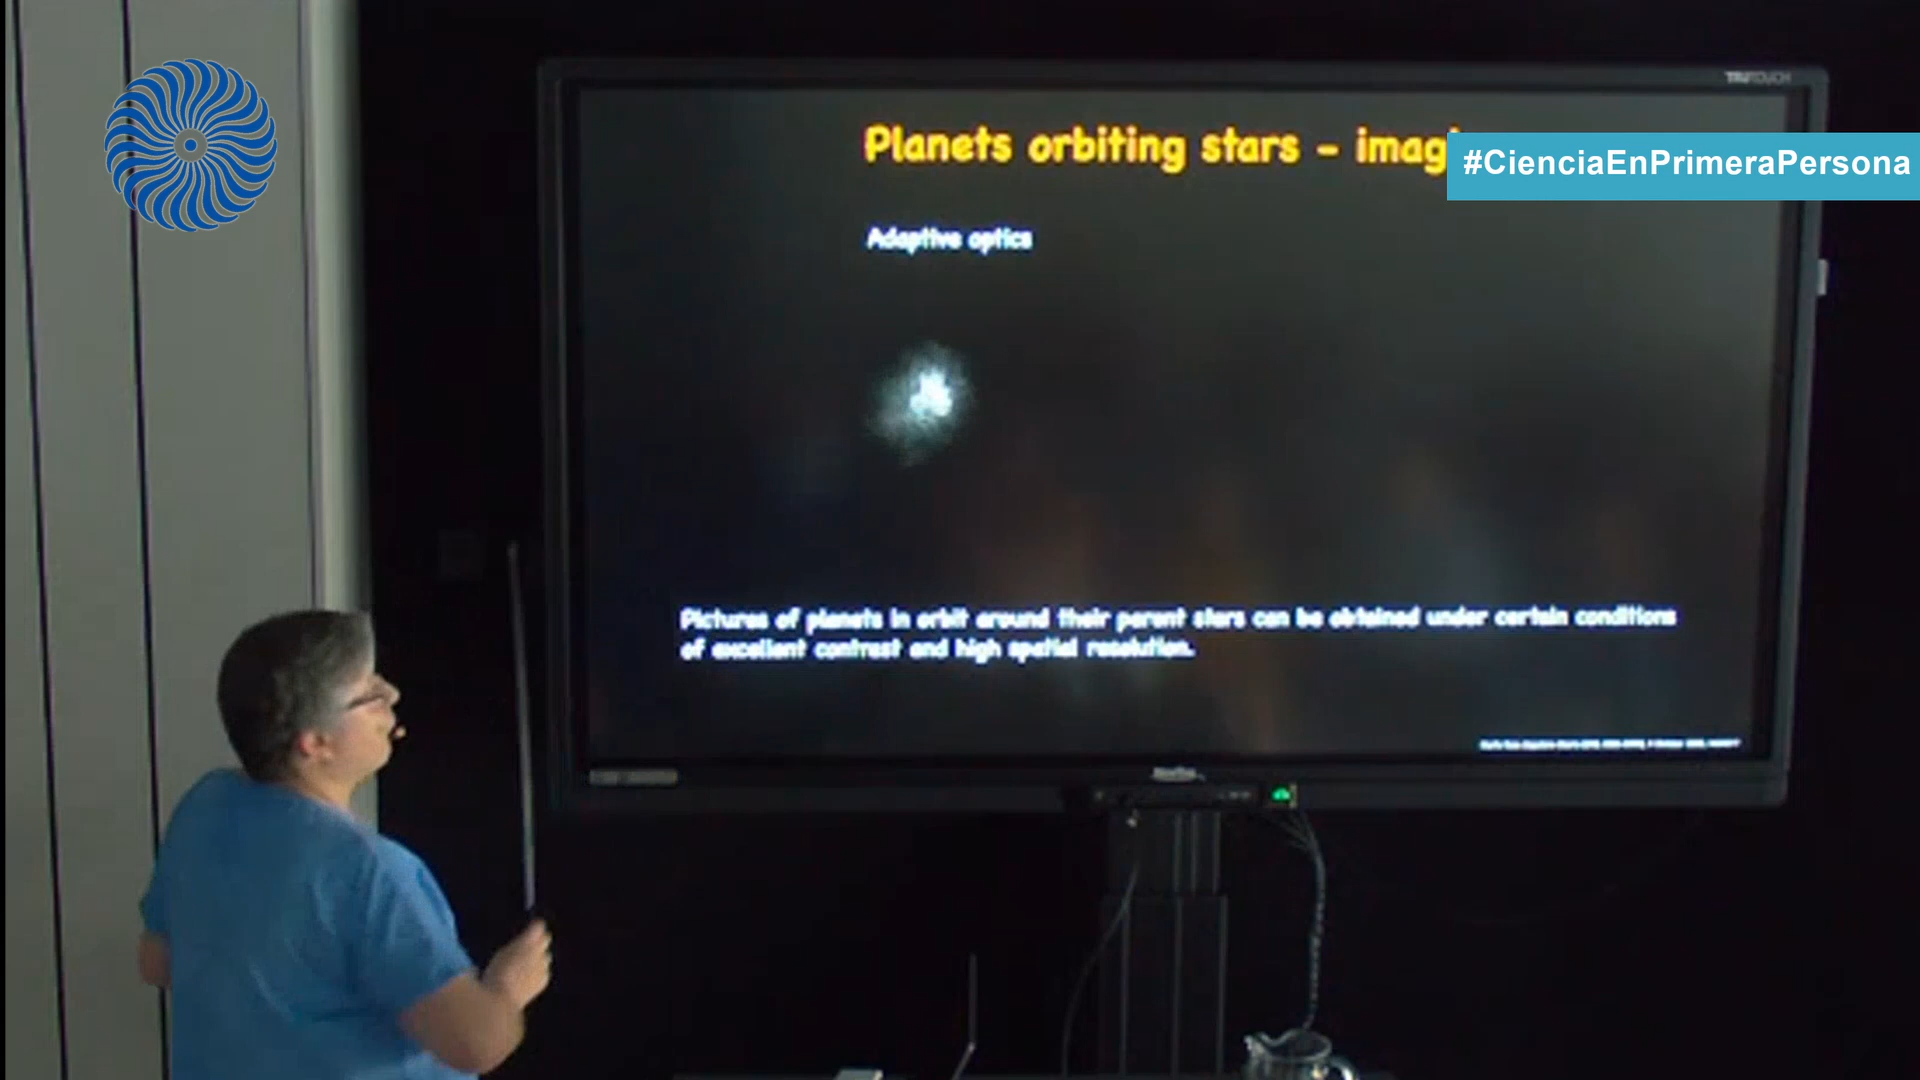 TRUTOUCH
Planets orbiting stars - imag
#CienciaEnPrimeraPersona
Adaptive optics
Pictures of planets in orbit around their parent stars can be obtained under certain conditions
of excellent contrast and high spatial resolution.